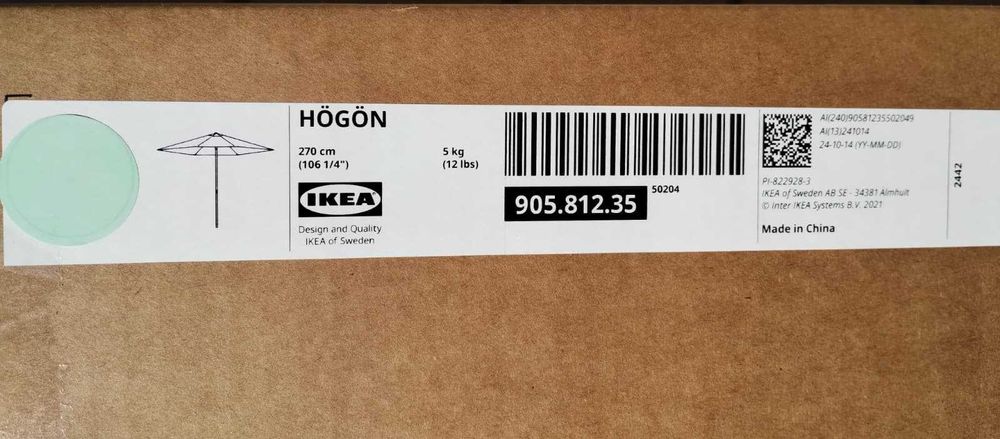 HÖGÖN
270 cm
(106 1/4")
5 kg
(12 lbs)
IKEA
Design and Quality
IKEA of Sweden
905.812.35
50204
AI(240)90581235502049
AI(13)241014
24-10-14 (YY-MM-DD)
PI-822928-3
IKEA of Sweden AB SE - 34381 Älmhult
© Inter IKEA Systems B.V. 2021
Made in China
2442